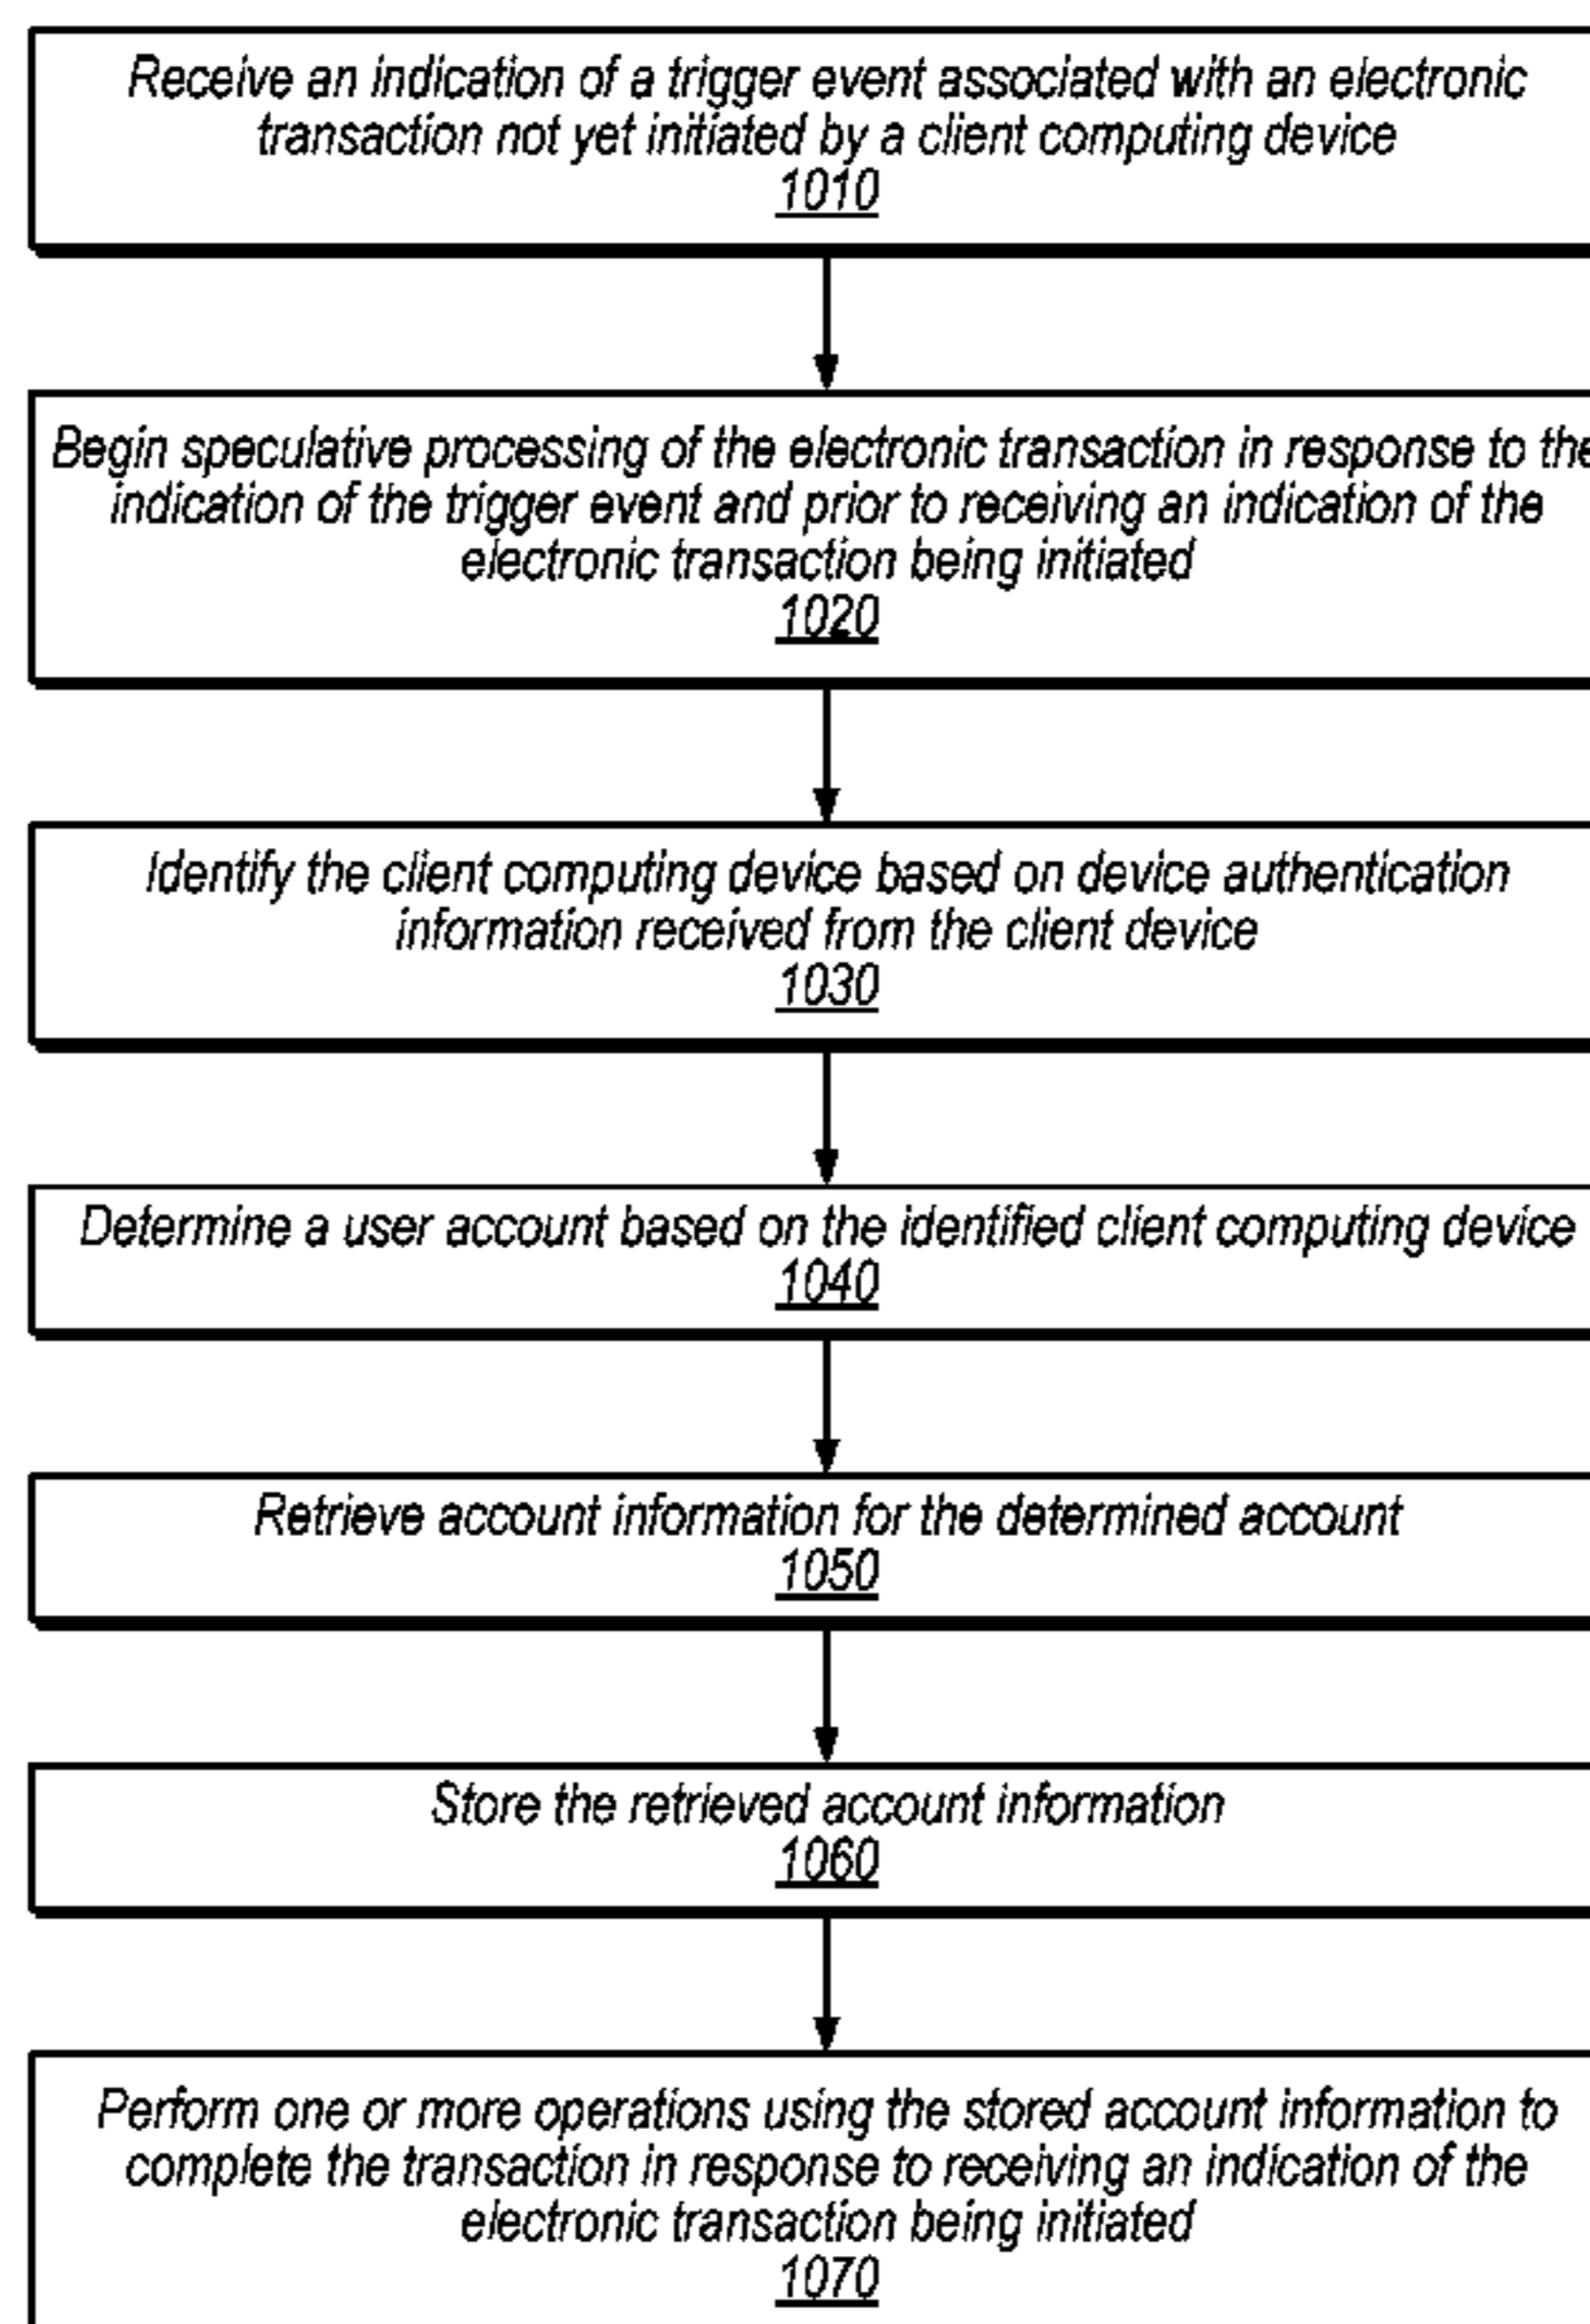 Receive an indication of a trigger event associated with an electronic
transaction not yet initiated by a client computing device
1010
Begin speculative processing of the electronic transaction in response to the
indication of the trigger event and prior to receiving an indication of the
electronic transaction being initiated
1020
Identify the client computing device based on device authentication
information received from the client device
1030
Determine a user account based on the identified client computing device
1040
Retrieve account information for the determined account
1050
Store the retrieved account information
1060
Perform one or more operations using the stored account information to
complete the transaction in response to receiving an indication of the
electronic transaction being initiated
1070